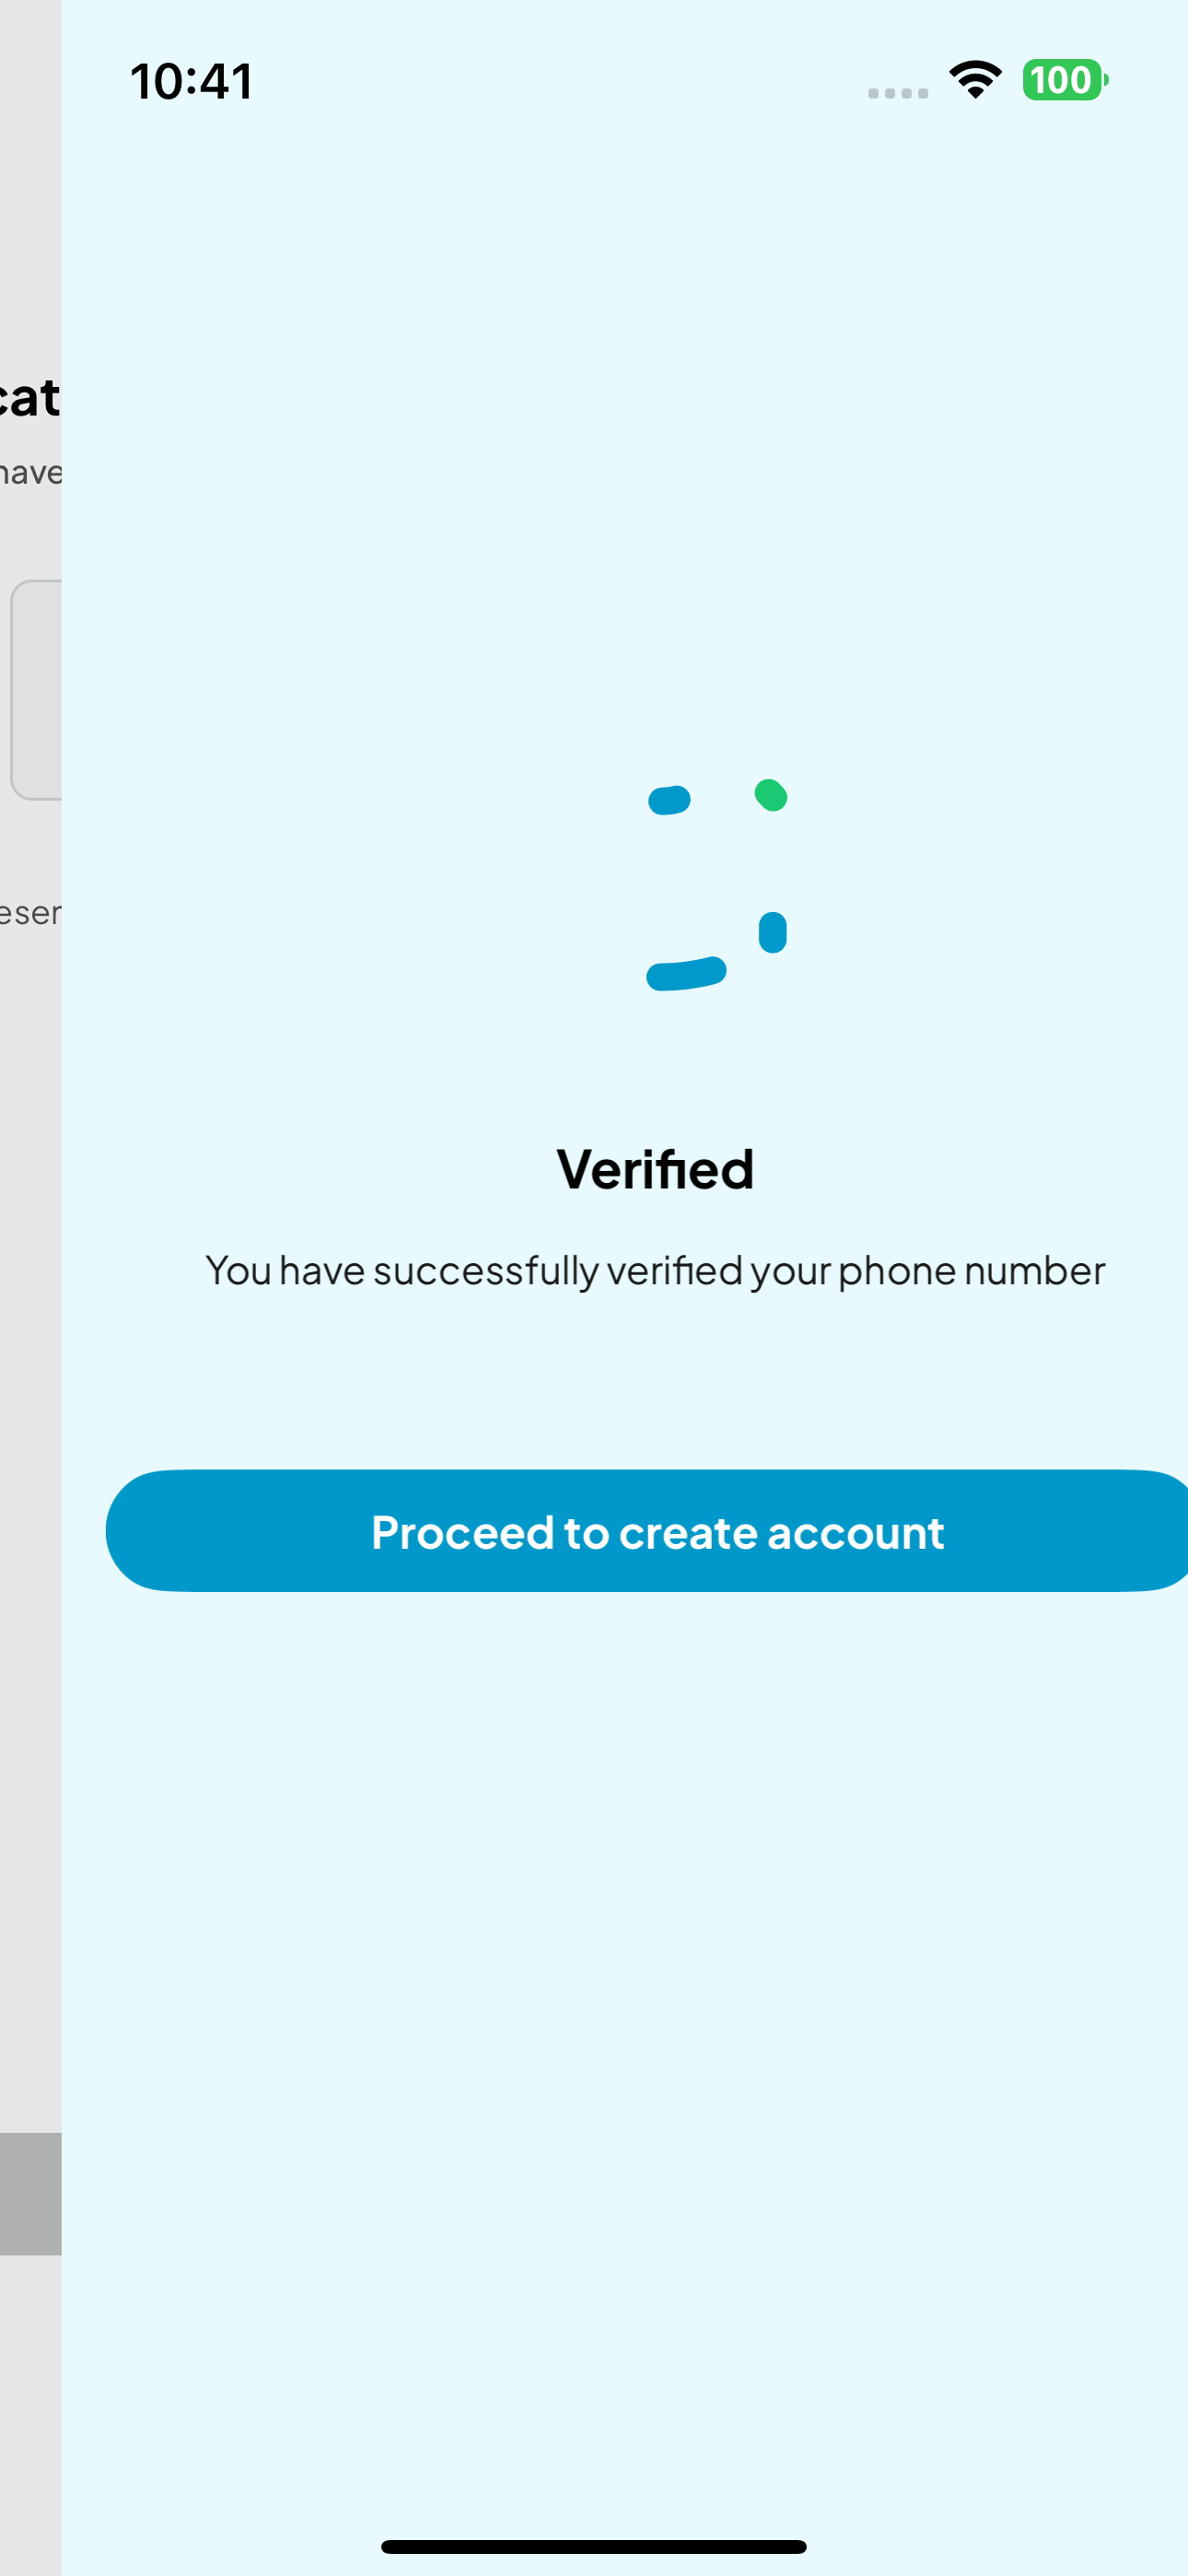 10:41
100
cat
have
eser
Verified
You have successfully verified your phone number
Proceed to create account